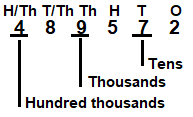 H/Th T/Th Th H T O
4 8 9 5 7 2
Tens
Thousands
Hundred thousands